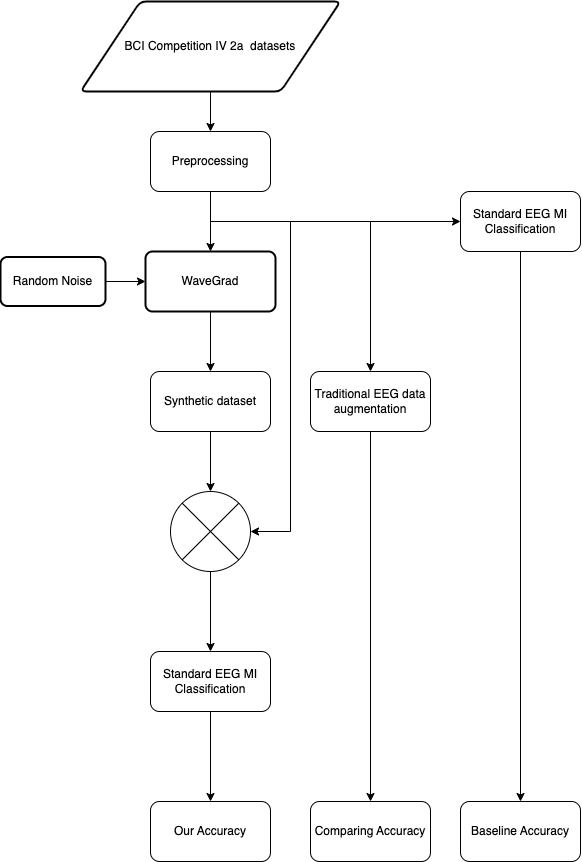 BCI Competition IV 2a  datasets
Preprocessing
Standard EEG MI
Classification
Random Noise
WaveGrad
Synthetic dataset
Traditional EEG data
augmentation
Standard EEG MI
Classification
Our Accuracy
Comparing Accuracy
Baseline Accuracy